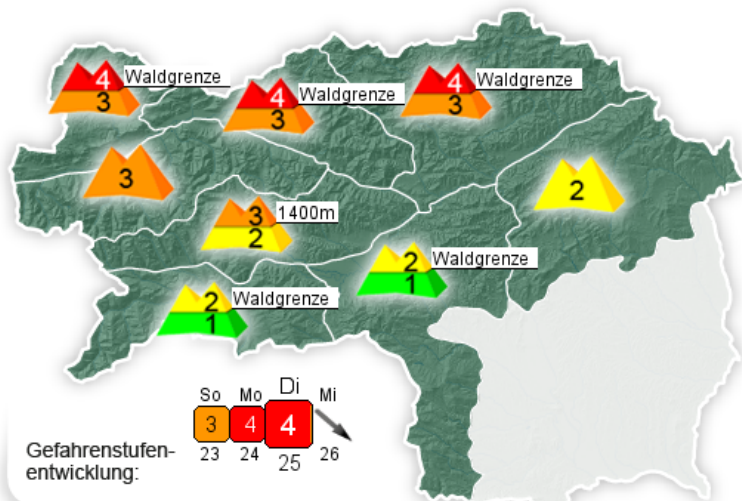 4 Waldgrenze
3
4 Waldgrenze
3
4 Waldgrenze
3
3
2
3 1400m
2
2 Waldgrenze
1
2 Waldgrenze
1
So Mo Di Mi
3 4 4
23 24 25 26
Gefahrenstufen-
entwicklung: